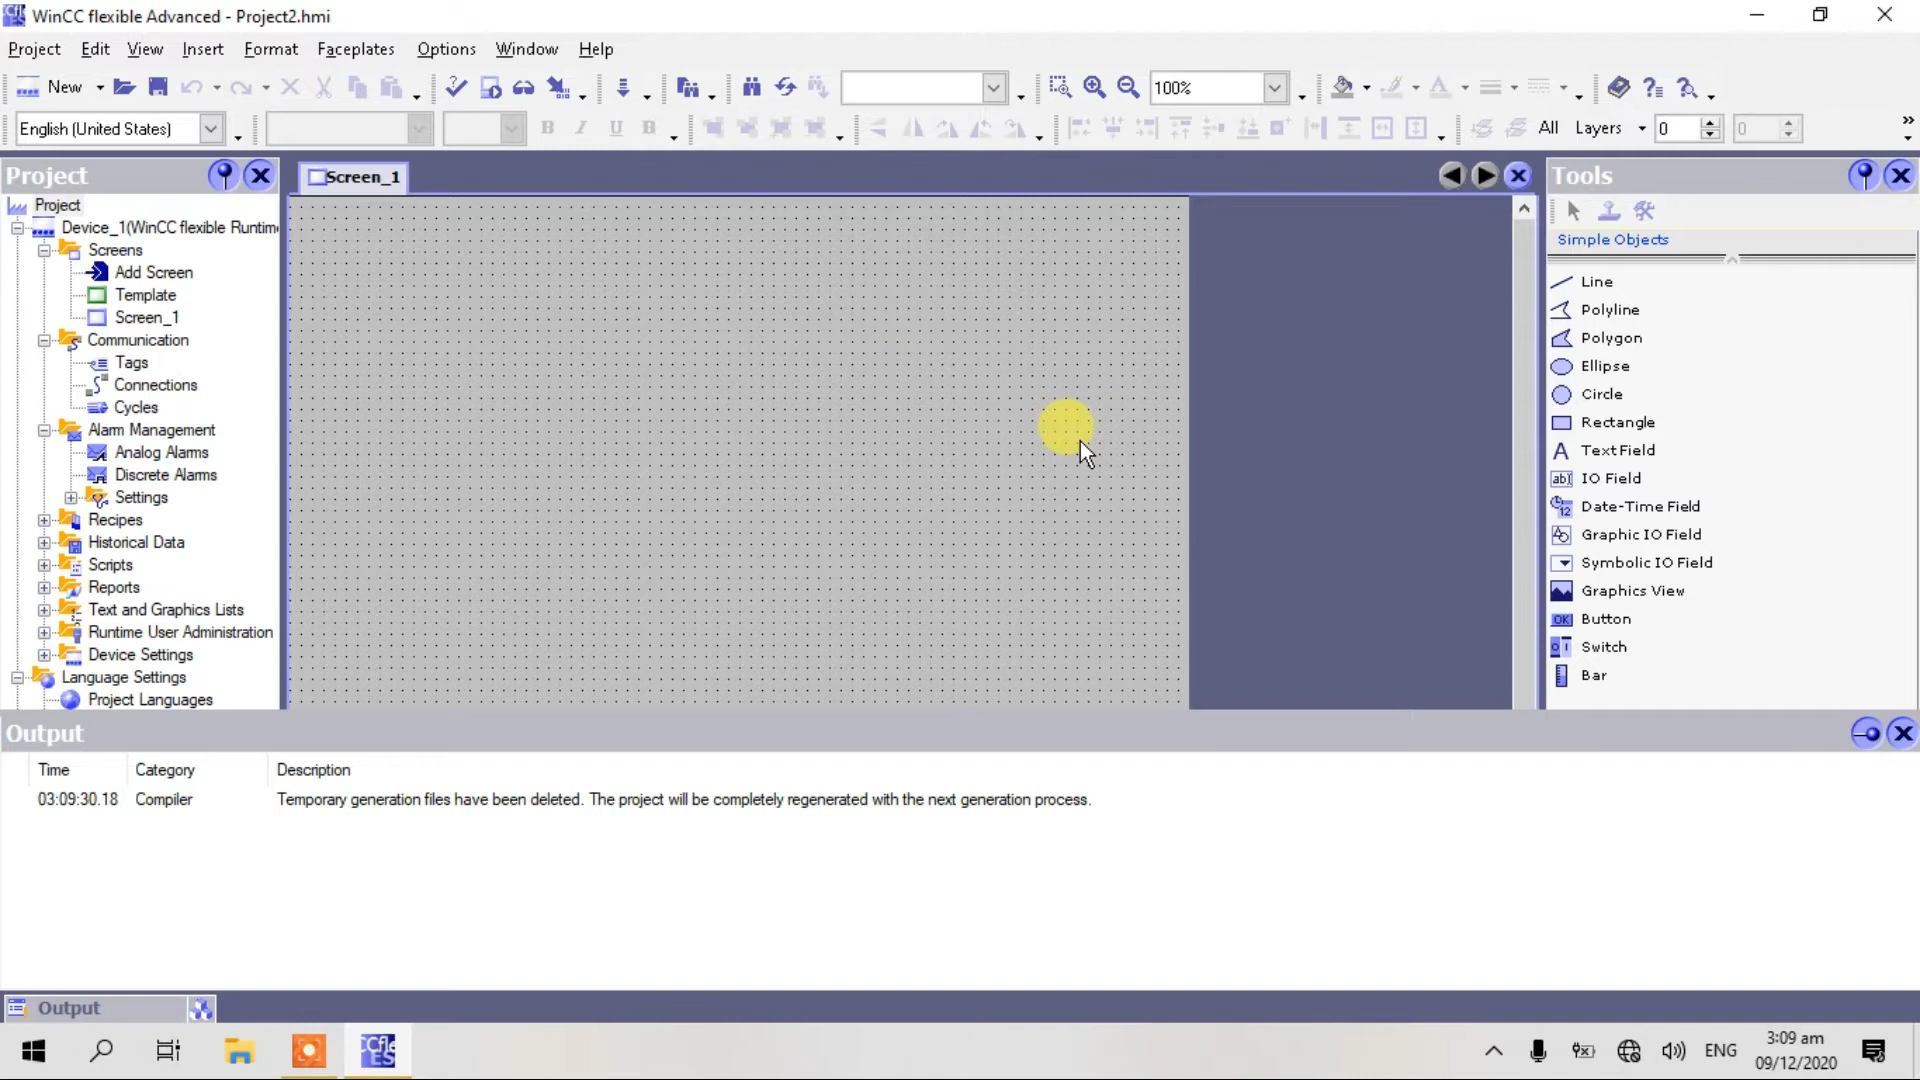 WinCC flexible Advanced - Project2.hmi
Project Edit View Insert Format Faceplates Options Window Help
New 100%
English (United States) B I U B All Layers 0 0
Project
Project
Device_1(WinCC flexible Runtim
Screens
Add Screen
Template
Screen_1
Communication
Tags
Connections
Cycles
Alarm Management
Analog Alarms
Discrete Alarms
Settings
Recipes
Historical Data
Scripts
Reports
Text and Graphics Lists
Runtime User Administration
Device Settings
Language Settings
Project Languages
Screen_1
Tools
Simple Objects
Line
Polyline
Polygon
Ellipse
Circle
Rectangle
TextField
IO Field
Date-Time Field
Graphic IO Field
Symbolic IO Field
Graphics View
Button
Switch
Bar
Output
Time Category Description
03:09:30.18 Compiler Temporary generation files have been deleted. The project will be completely regenerated with the next generation process.
Output
ENG
3:09 am
09/12/2020